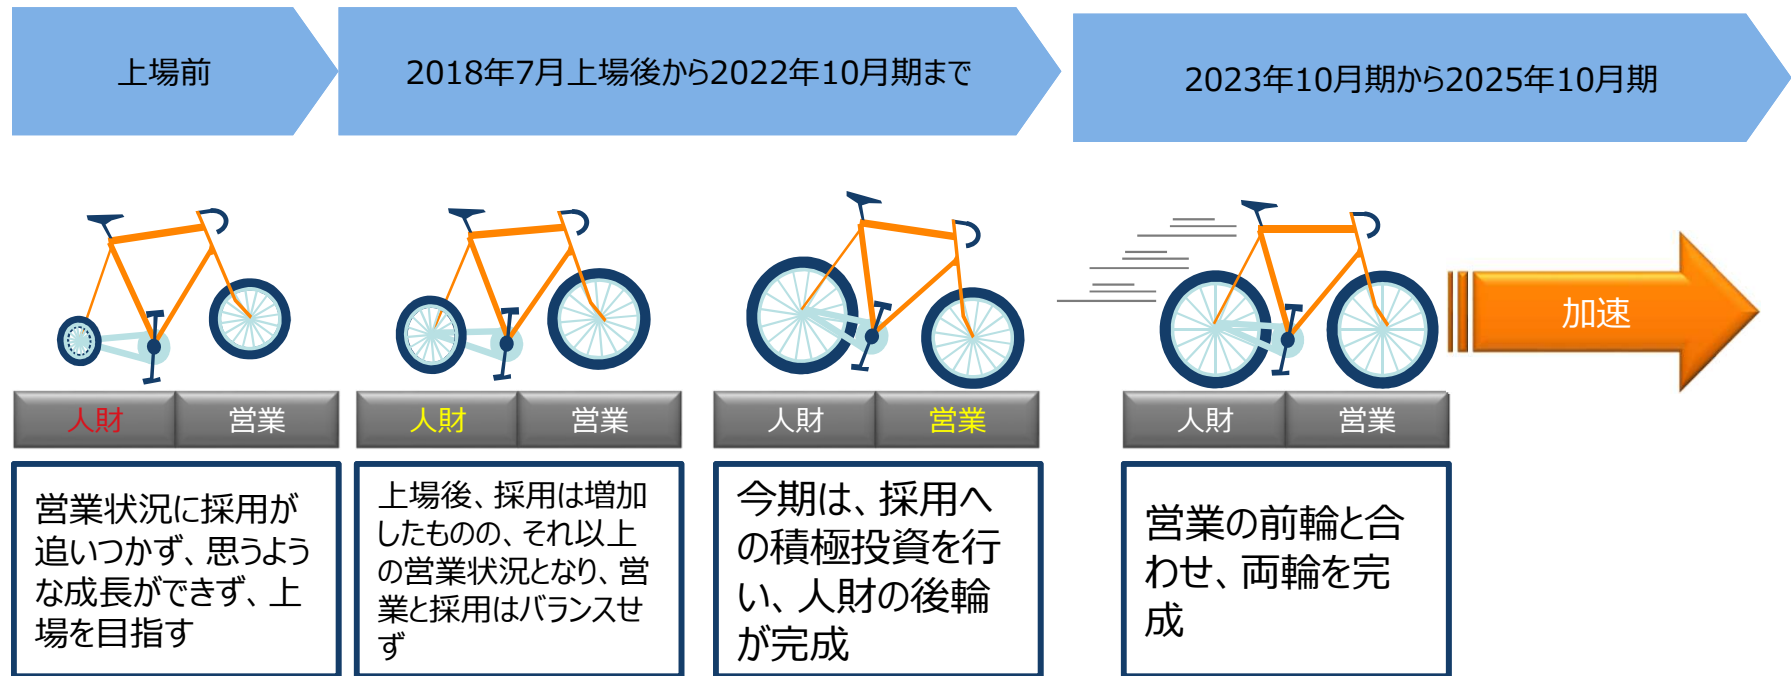 上場前
2018年7月上場後から2022年10月期まで
2023年10月期から2025年10月期
加速
人財
営業
人財
営業
人財
営業
人財
営業
営業状況に採用が
追いつかず、思うよう
な成長ができず、上
場を目指す
上場後、採用は増加
したものの、それ以上
の営業状況となり、営
業と採用はバランスせ
ず
今期は、採用へ
の積極投資を行
い、人財の後輪
が完成
営業の前輪と合
わせ、両輪を完
成